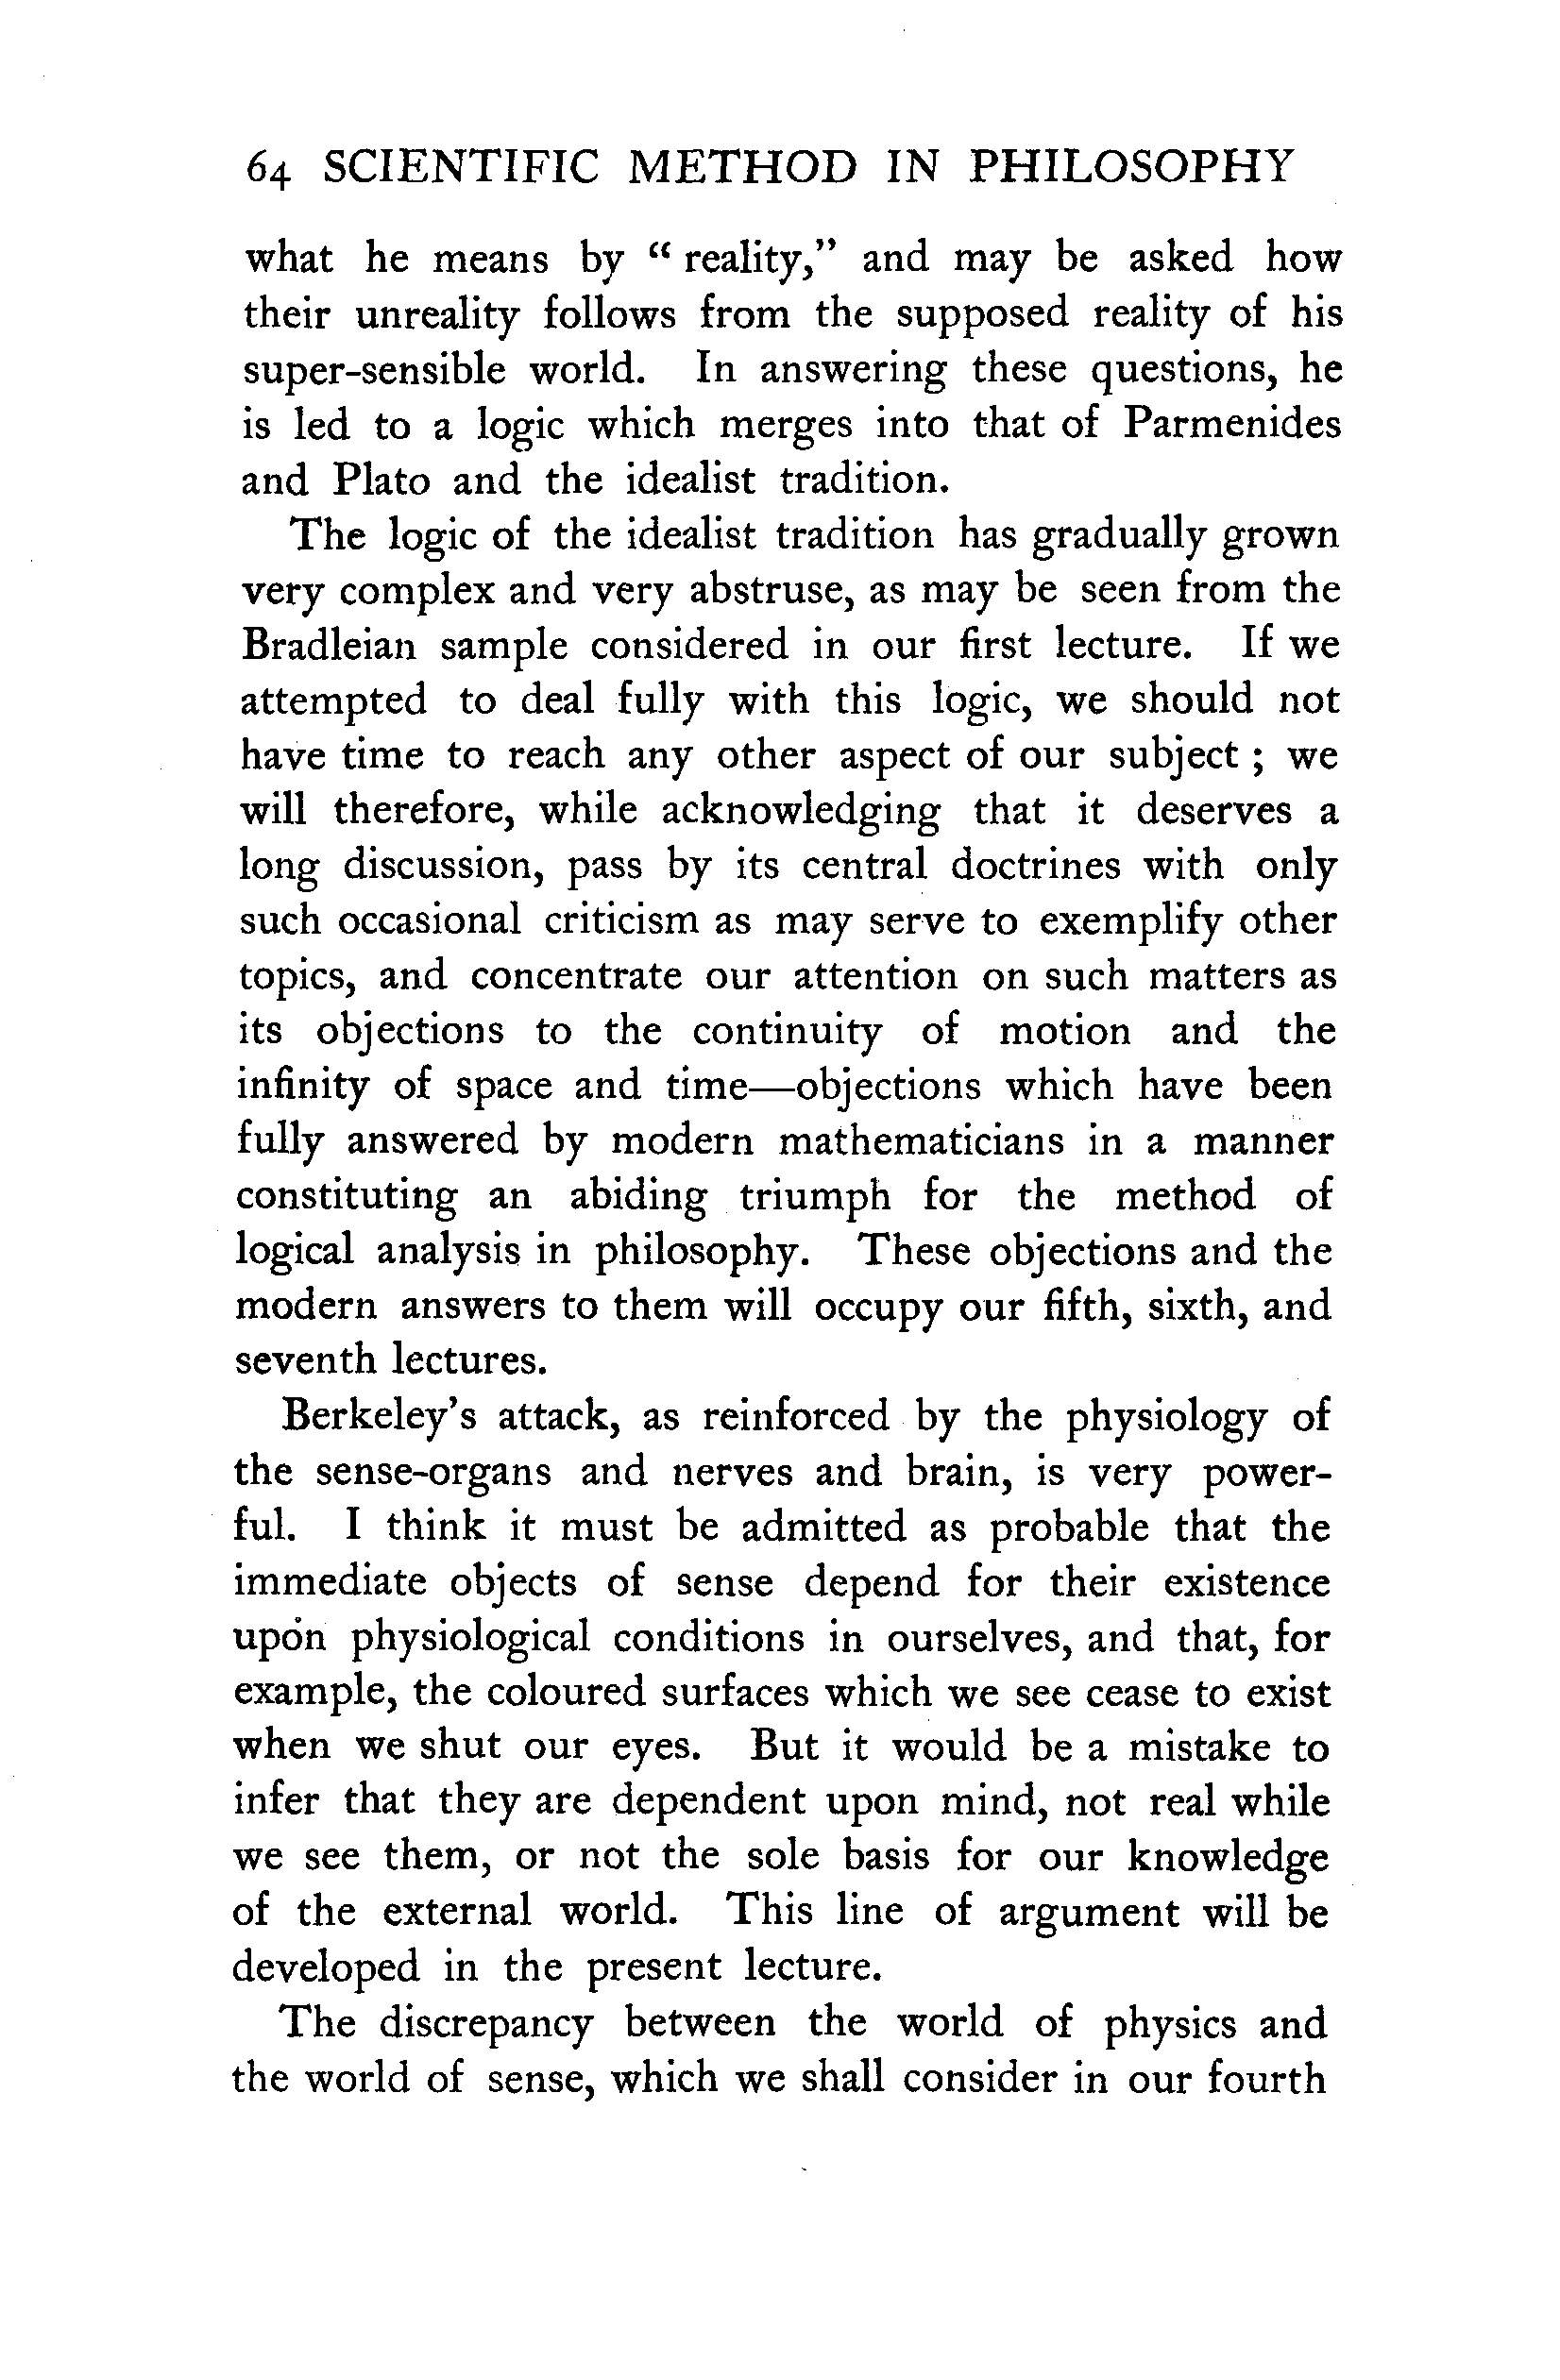 64 SCIENTIFIC METHOD IN PHILOSOPHY
what he means by “ reality,” and may be asked how
their unreality follows from the supposed reality of his
super-sensible world. In answering these questions, he
is led to a logic which merges into that of Parmenides
and Plato and the idealist tradition.
The logic of the idealist tradition has gradually grown
very complex and very abstruse, as may be seen from the
Bradleian sample considered in our first lecture. If we
attempted to deal fully with this logic, we should not
have time to reach any other aspect of our subject ; we
will therefore, while acknowledging that it deserves a
long discussion, pass by its central doctrines with only
such occasional criticism as may serve to exemplify other
topics, and concentrate our attention on such matters as
its objections to the continuity of motion and the
infinity of space and time—objections which have been
fully answered by modern mathematicians in a manner
constituting an abiding triumph for the method of
logical analysis in philosophy. These objections and the
modern answers to them will occupy our fifth, sixth, and
seventh lectures.
Berkeley’s attack, as reinforced by the physiology of
the sense-organs and nerves and brain, is very power-
ful. I think it must be admitted as probable that the
immediate objects of sense depend for their existence
upon physiological conditions in ourselves, and that, for
example, the coloured surfaces which we see cease to exist
when we shut our eyes. But it would be a mistake to
infer that they are dependent upon mind, not real while
we see them, or not the sole basis for our knowledge
of the external world. This line of argument will be
developed in the present lecture.
The discrepancy between the world of physics and
the world of sense, which we shall consider in our fourth